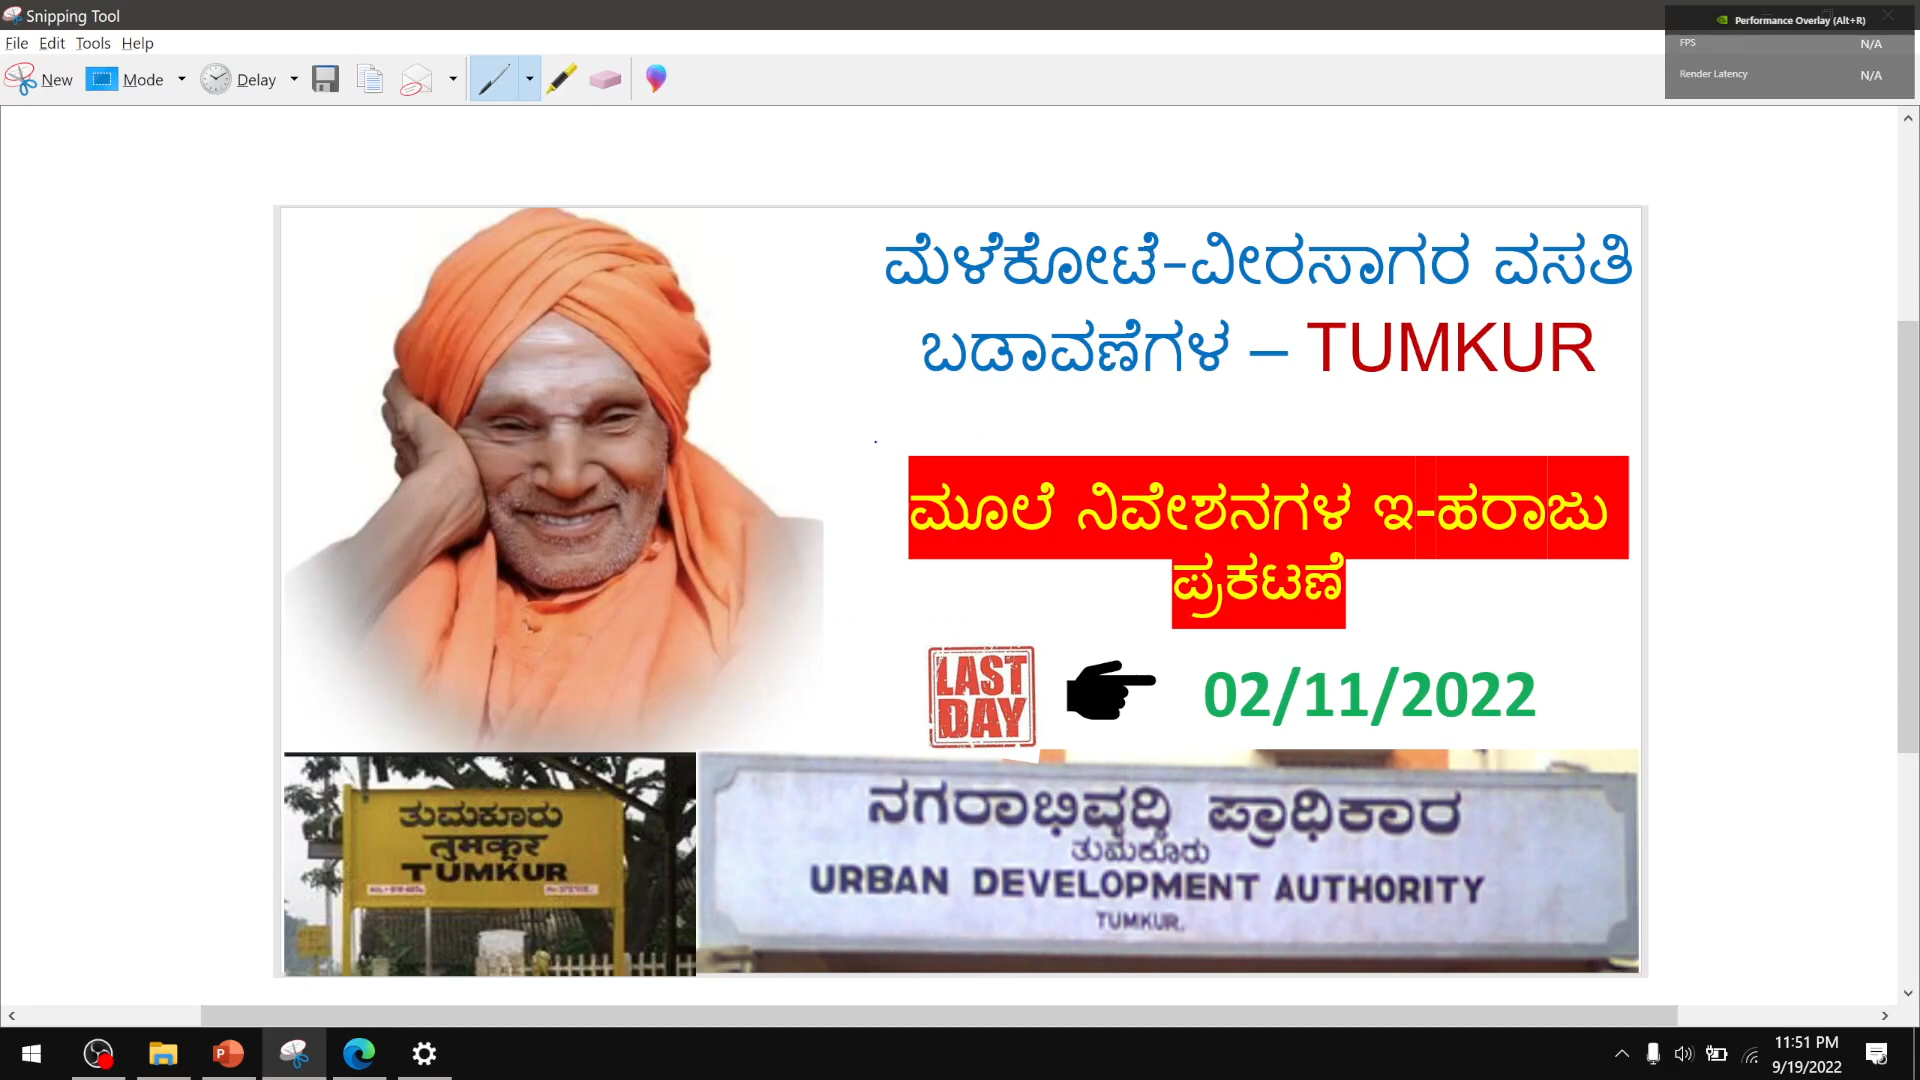 Snipping Tool
Performance Overlay (Alt+R)
FPS N/A
Render Latency N/A
File Edit Tools Help
New Mode Delay
ಮೆಳೆಕೋಟೆ-ವೀರಸಾಗರ ವಸತಿ
ಬಡಾವಣೆಗಳ – TUMKUR
ಮೂಲೆ ನಿವೇಶನಗಳ ಇ-ಹರಾಜು
ಪ್ರಕಟಣೆ
LAST
DAY
02/11/2022
ತುಮಕೂರು
तुमकूर
TUMKUR
ನಗರಾಭಿವೃದ್ಧಿ ಪ್ರಾಧಿಕಾರ
ತುಮಕೂರು
URBAN DEVELOPMENT AUTHORITY
TUMKUR.
11:51 PM
9/19/2022